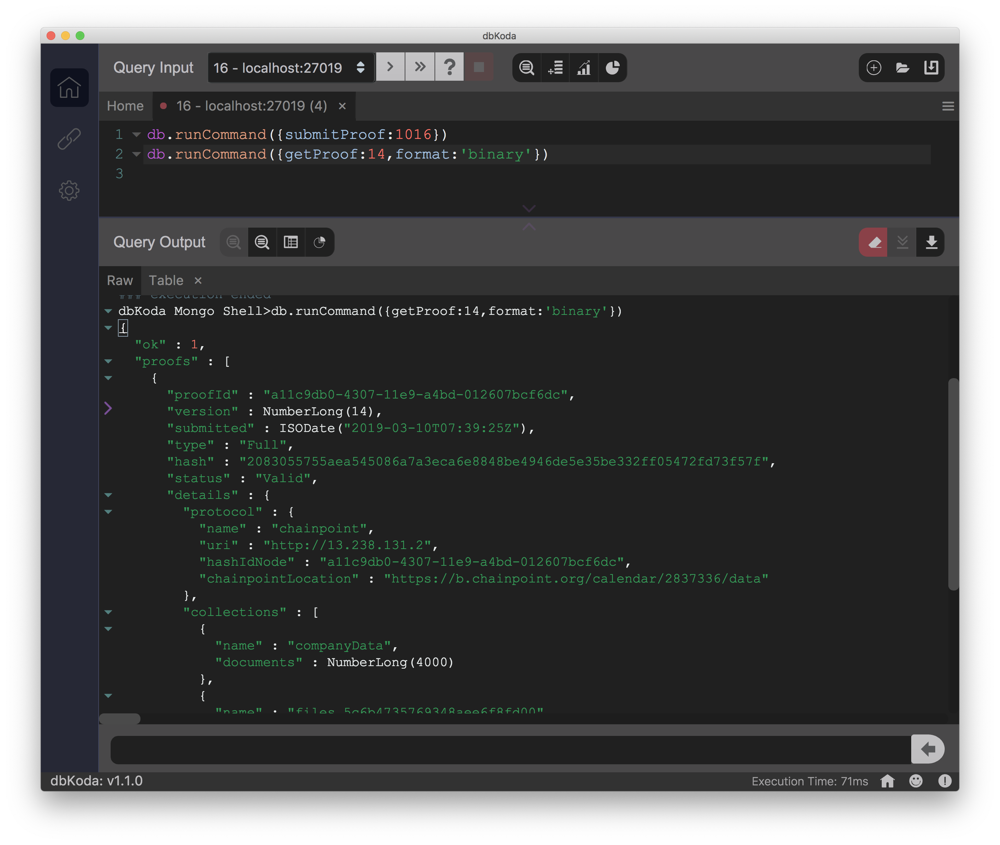 dbKoda
Query Input
16 - localhost:27019
Home
16 - localhost:27019 (4) ×
1 db.runCommand({submitProof:1016})
2 db.runCommand({getProof:14,format:'binary'})
3
Query Output
Raw
Table ×
### execution ended
dbKoda Mongo Shell>db.runCommand({getProof:14,format:'binary'})
{
"ok" : 1,
"proofs" : [
{
"proofId" : "a11c9db0-4307-11e9-a4bd-012607bcf6dc",
"version" : NumberLong(14),
"submitted" : ISODate("2019-03-10T07:39:25Z"),
"type" : "Full",
"hash" : "2083055755aea545086a7a3eca6e8848be4946de5e35be332ff05472fd73f57f",
"status" : "Valid",
"details" : {
"protocol" : {
"name" : "chainpoint",
"uri" : "http://13.238.131.2",
"hashIdNode" : "a11c9db0-4307-11e9-a4bd-012607bcf6dc",
"chainpointLocation" : "https://b.chainpoint.org/calendar/2837336/data"
},
"collections" : [
{
"name" : "companyData",
"documents" : NumberLong(4000)
},
{
"name" : "files_5c6b4735769348aee6f8fd00"
dbKoda: v1.1.0
Execution Time: 71ms